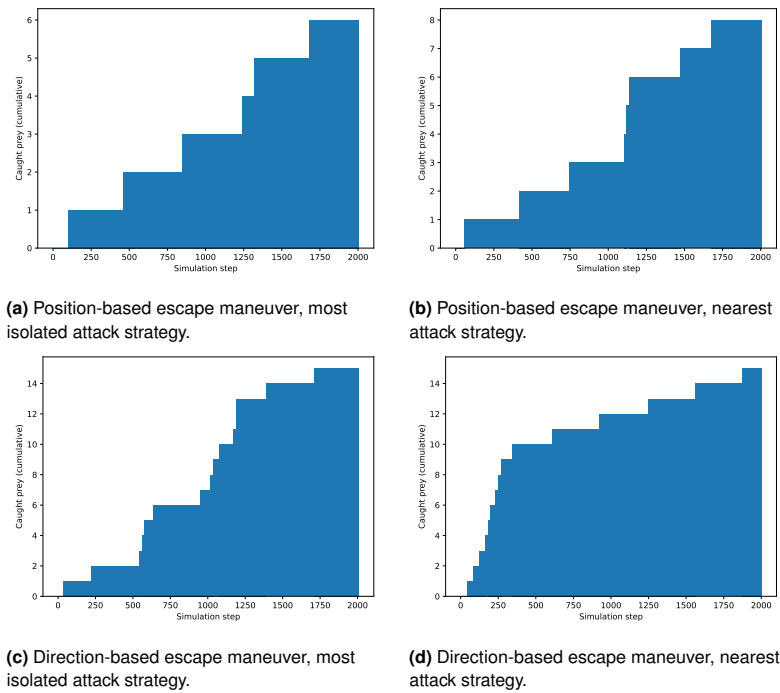 6
5
4
3
2
1
0
Caught prey (cumulative)
0 250 500 750 1000 1250 1500 1750 2000
Simulation step
8
7
6
5
4
3
2
1
0
Caught prey (cumulative)
0 250 500 750 1000 1250 1500 1750 2000
Simulation step
(a) Position-based escape maneuver, most
isolated attack strategy.
(b) Position-based escape maneuver, nearest
attack strategy.
14
12
10
8
6
4
2
0
Caught prey (cumulative)
0 250 500 750 1000 1250 1500 1750 2000
Simulation step
14
12
10
8
6
4
2
0
Caught prey (cumulative)
0 250 500 750 1000 1250 1500 1750 2000
Simulation step
(c) Direction-based escape maneuver, most
isolated attack strategy.
(d) Direction-based escape maneuver, nearest
attack strategy.